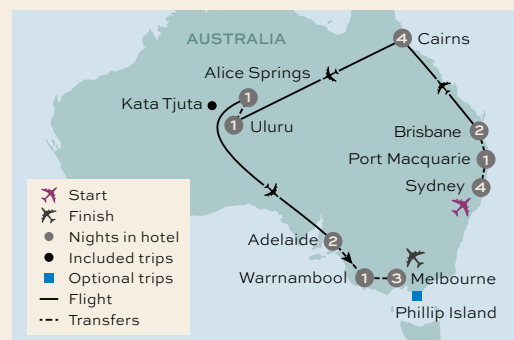 AUSTRALIA
4
Cairns
Alice Springs
1
Kata Tjuta
1
Uluru
Brisbane
2
Port Macquarie
1
Sydney
4
Adelaide
2
Warrnambool
1
3
Melbourne
Phillip Island
Start
Finish
Nights in hotel
Included trips
Optional trips
Flight
Transfers